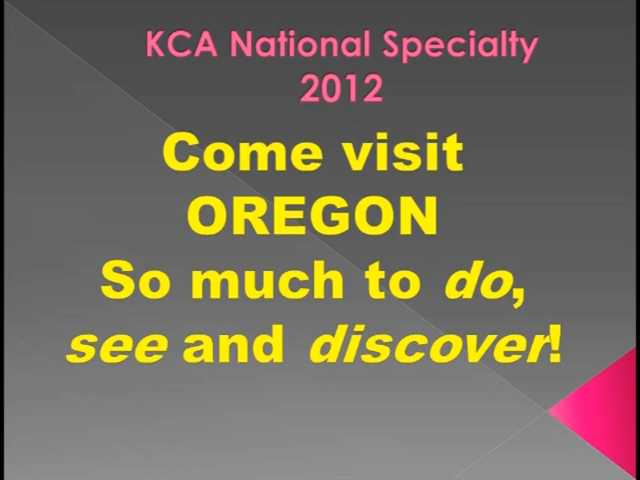 KCA National Specialty
2012
Come visit
OREGON
So much to do,
see and discover!